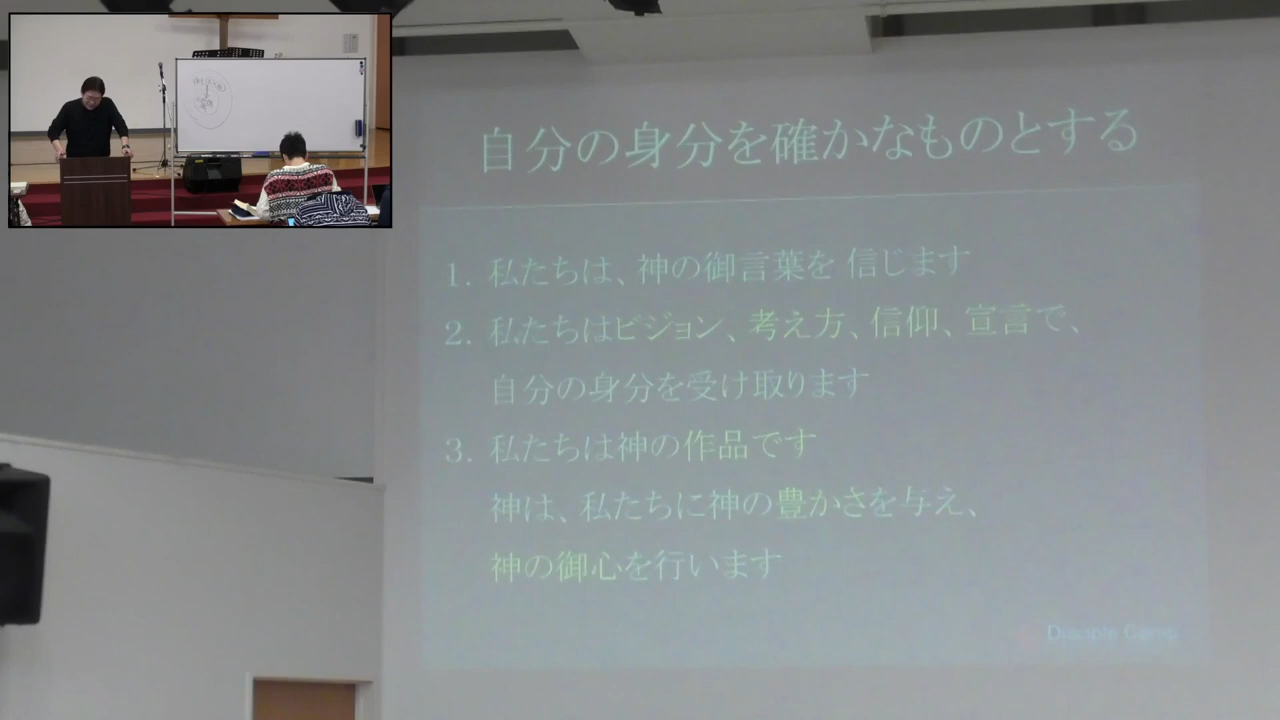 自分の身分を確かなものとする
1. 私たちは、神の御言葉を 信じます
2. 私たちはビジョン、考え方、信仰、宣言で、
自分の身分を受け取ります
3. 私たちは神の作品です
神は、私たちに神の豊かさを与え、
神の御心を行います
Disciple Camp